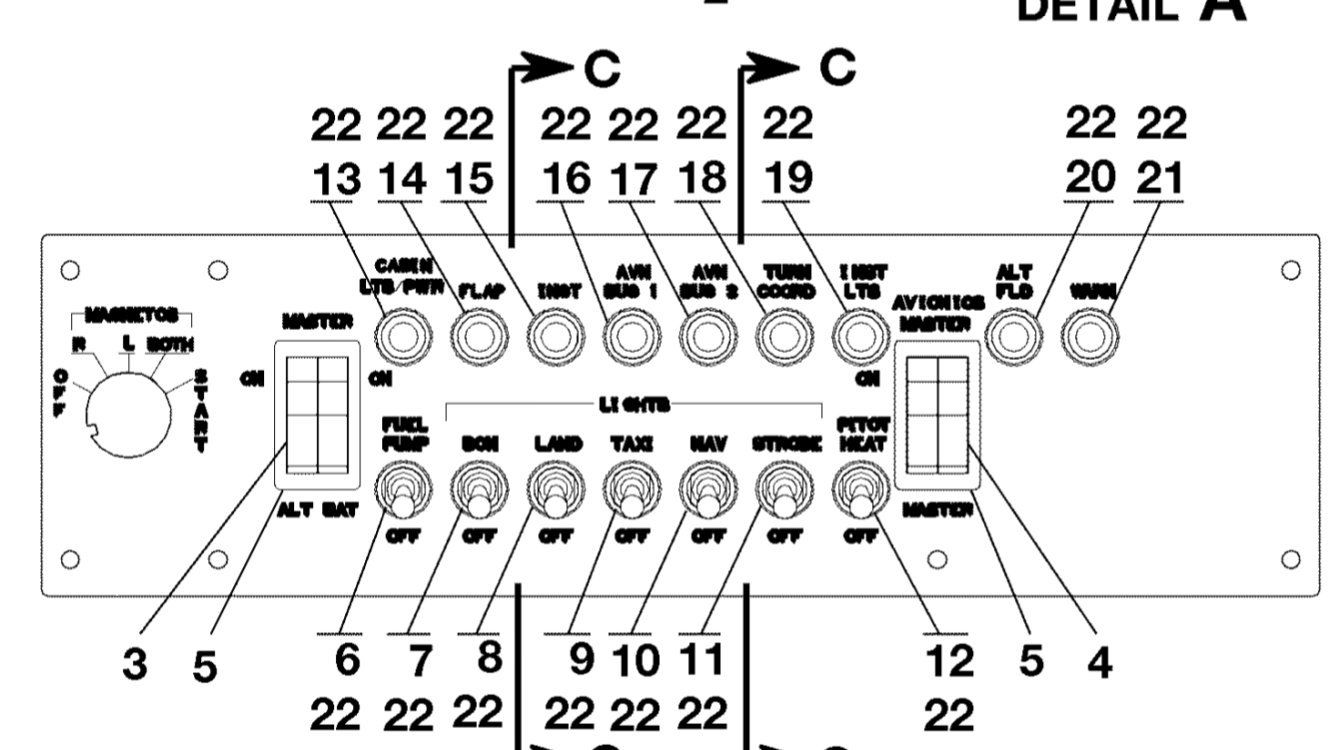 DETAIL A
C C
22 22 22 22 22 22 22 22 22
13 14 15 16 17 18 19 20 21
CABIN
LTS/PWR
FLAP
INST
AVN
BUS 1
AVN
BUS 2
TURN
COORD
INST
LTS
ALT
FLD
WARN
MAGNETOS
R L BOTH
OFF
START
MASTER
ON ON
ALT BAT
AVIONICS
MASTER
ON
MASTER
LIGHTS
FUEL
PUMP
BCN
LAND
TAXI
NAV
STROBE
PITOT
HEAT
OFF OFF OFF OFF OFF OFF OFF
3 5 6 7 8 9 10 11 12 5 4
22 22 22 22 22 22 22